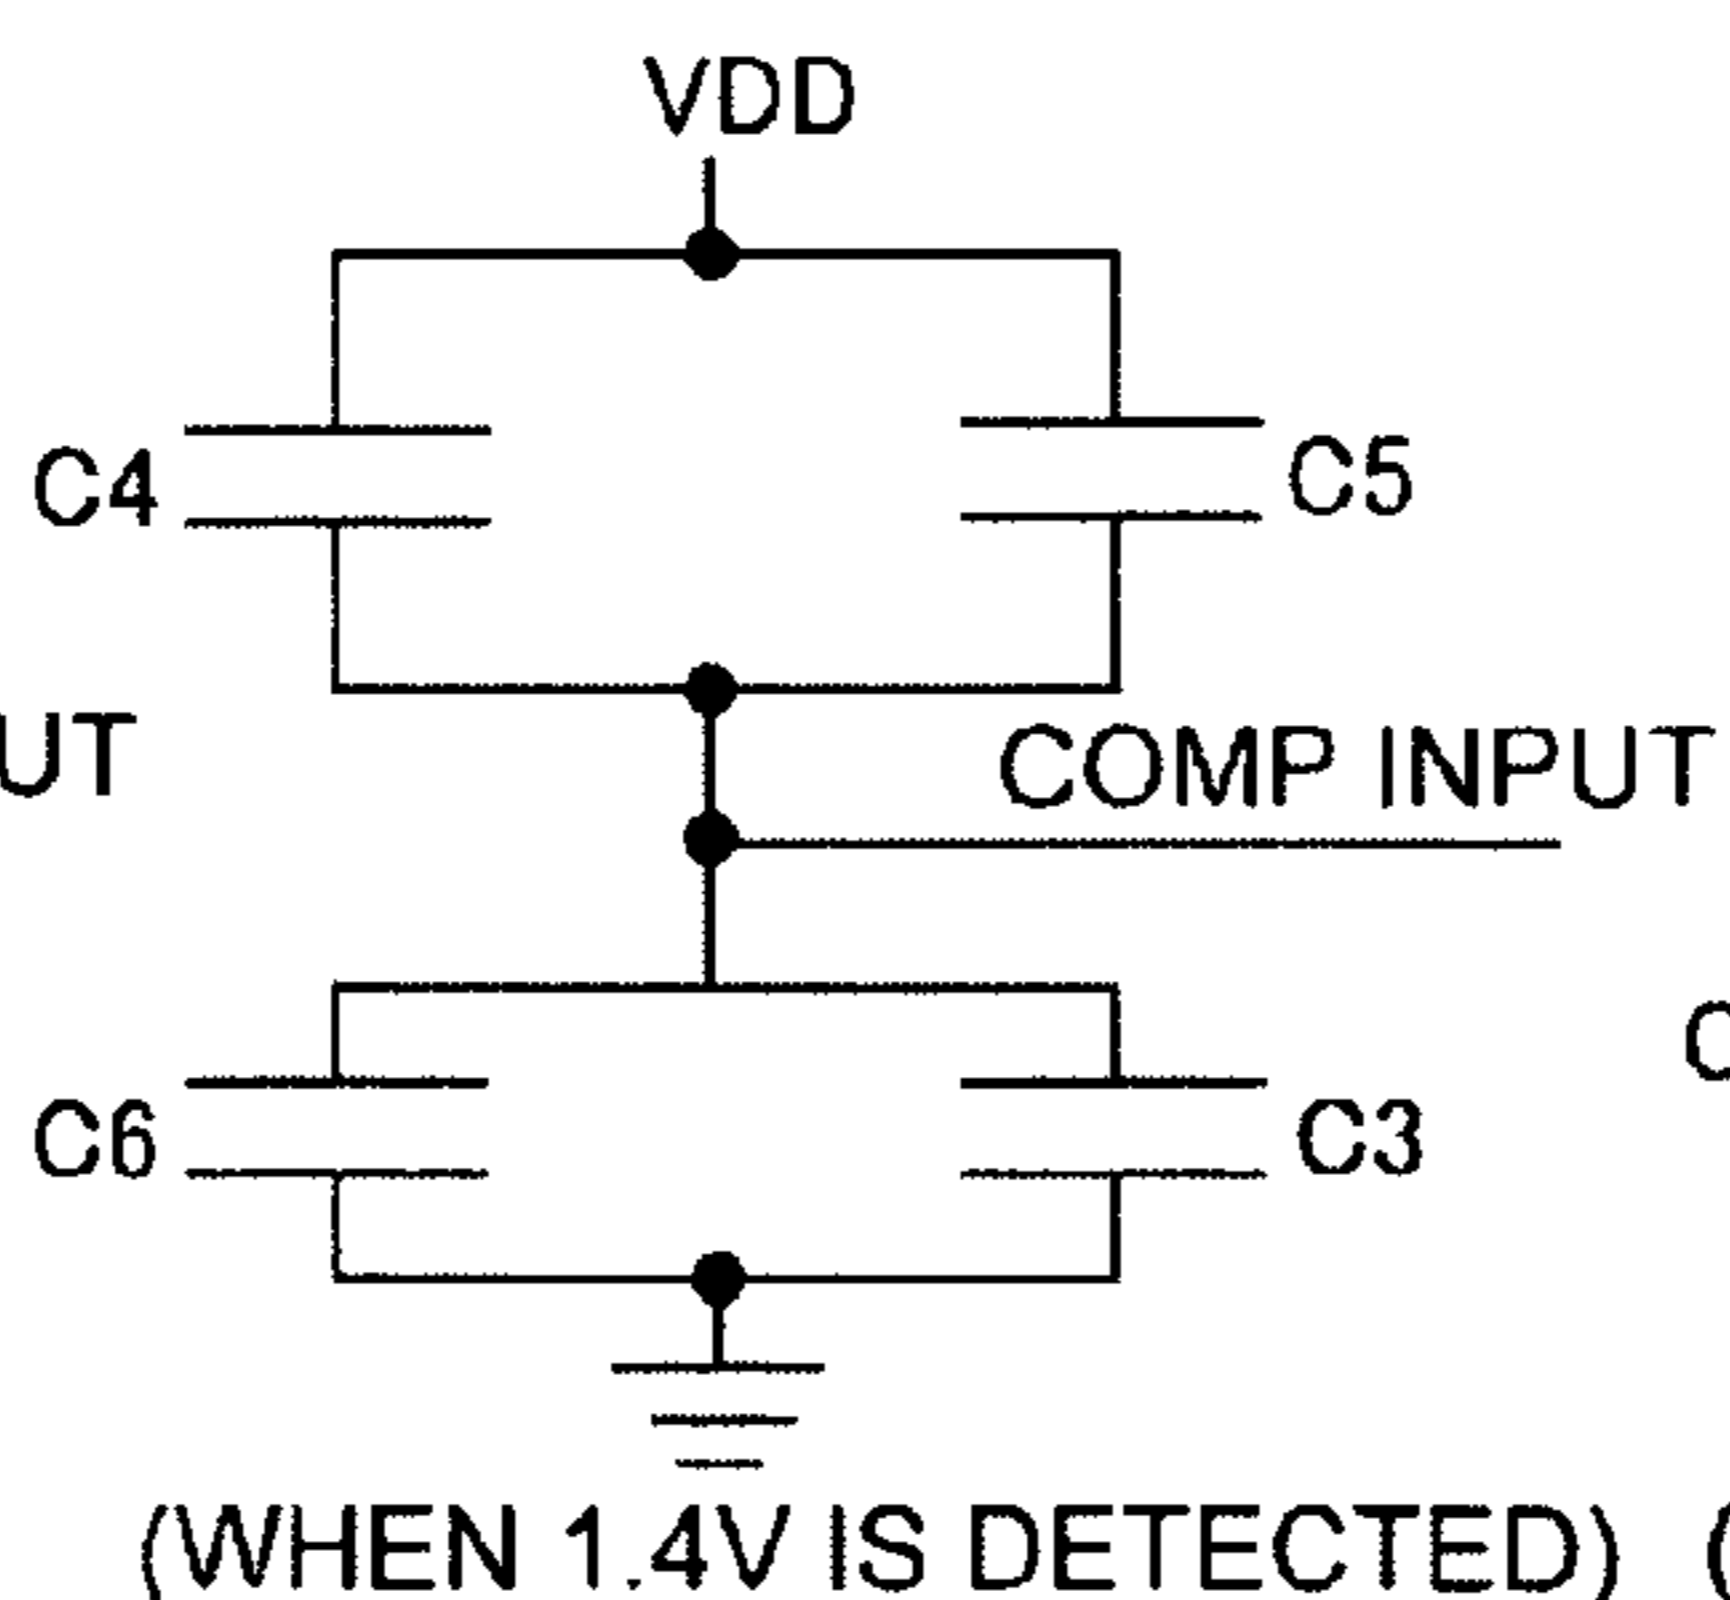 VDD
C4
C5
UT
COMP INPUT
C6
C3
(WHEN 1.4V IS DETECTED)